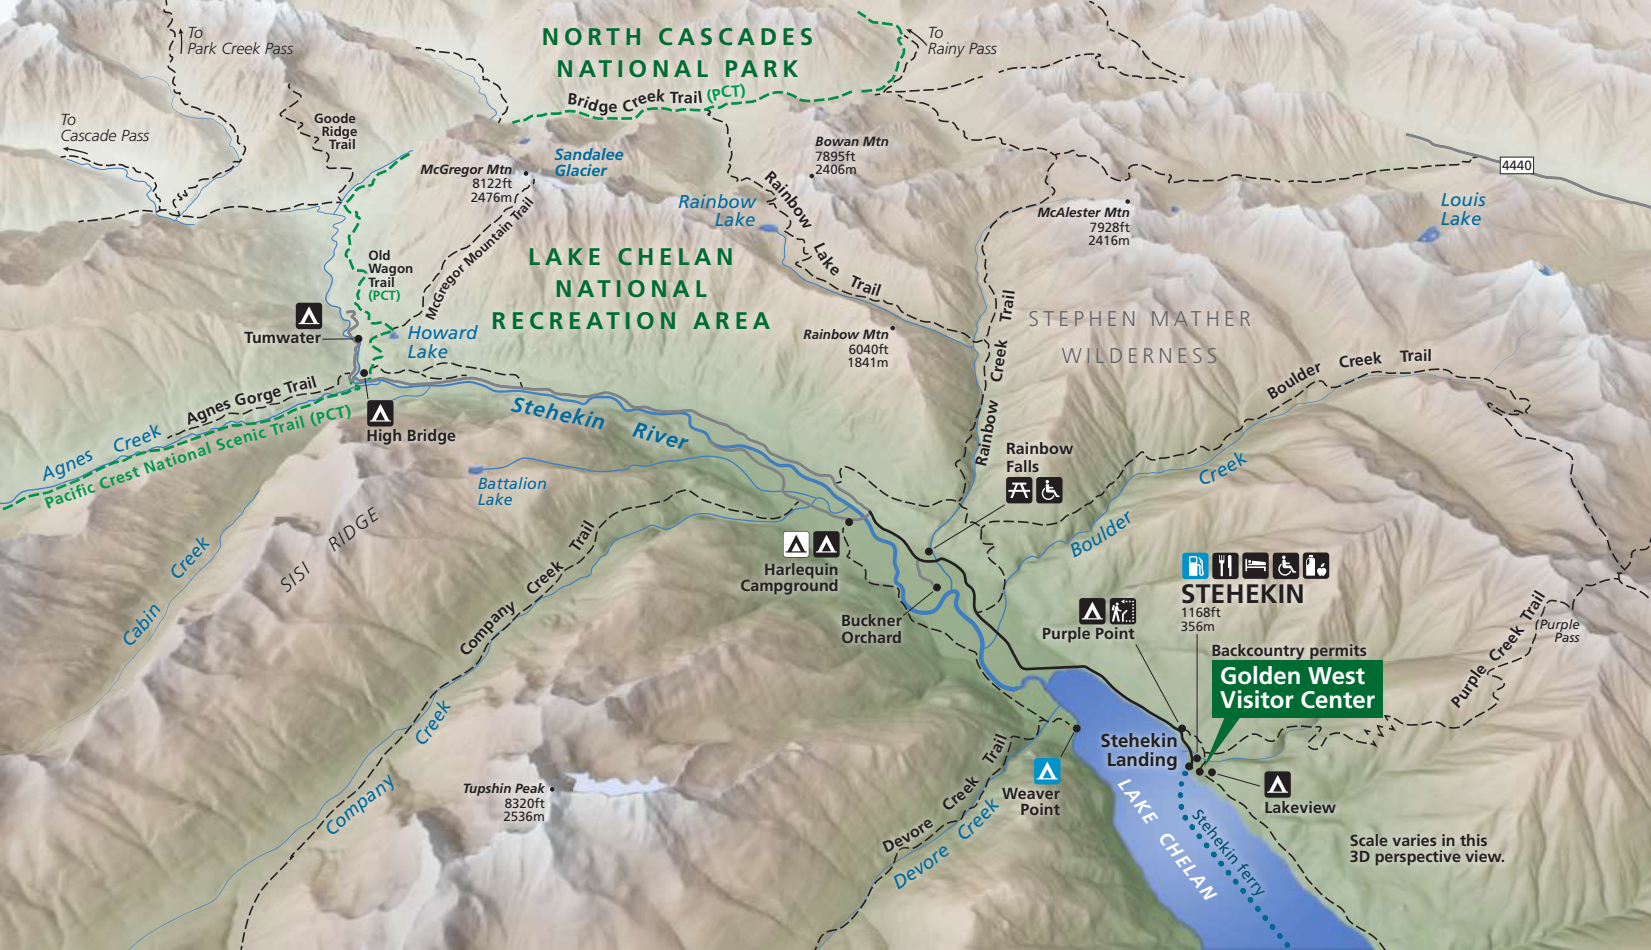 To
Park Creek Pass
NORTH CASCADES
NATIONAL PARK
To
Rainy Pass
Bridge Creek Trail (PCT)
To
Cascade Pass
Goode
Ridge
Trail
Sandalee
Glacier
McGregor Mtn
8122ft
2476m
Bowan Mtn
7895ft
2406m
4440
Rainbow
Lake
Rainbow Lake Trail
McAlester Mtn
7928ft
2416m
Louis
Lake
Old
Wagon
Trail
(PCT)
McGregor Mountain Trail
LAKE CHELAN
NATIONAL
RECREATION AREA
Tumwater
Howard
Lake
Rainbow Mtn
6040ft
1841m
Rainbow Creek Trail
STEPHEN MATHER
WILDERNESS
Boulder Creek Trail
Agnes Gorge Trail
Agnes Creek
Pacific Crest National Scenic Trail (PCT)
High Bridge
Stehekin River
Battalion
Lake
Rainbow
Falls
Boulder Creek
Cabin Creek
SISI RIDGE
Company Creek Trail
Harlequin
Campground
Buckner
Orchard
STEHEKIN
1168ft
356m
Purple Point
Backcountry permits
Golden West
Visitor Center
Purple Creek Trail
Purple
Pass
Company Creek
Tupshin Peak
8320ft
2536m
Devore Creek Trail
Devore Creek
Weaver
Point
Stehekin
Landing
Lakeview
LAKE CHELAN
Stehekin ferry
Scale varies in this
3D perspective view.